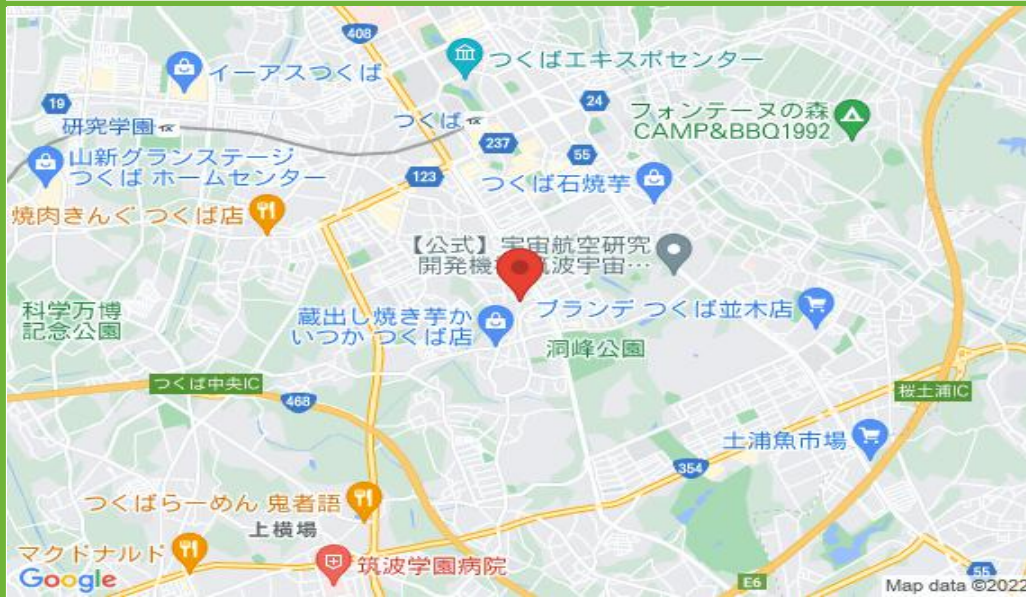 408
つくばエキスポセンター
イーアスつくば
19
24
フォンテーヌの森
CAMP&BBQ1992
つくば
研究学園
237
55
山新グランステージ
つくば ホームセンター
123
つくば石焼芋
焼肉きんぐ つくば店
【公式】宇宙航空研究
開発機 筑波宇宙…
科学万博
記念公園
蔵出し焼き芋か
いつか つくば店
ブランデ つくば並木店
洞峰公園
つくば中央IC
468
桜土浦IC
土浦魚市場
354
つくばらーめん 鬼者語
上横場
マクドナルド
筑波学園病院
Google
E6
55
Map data ©2022